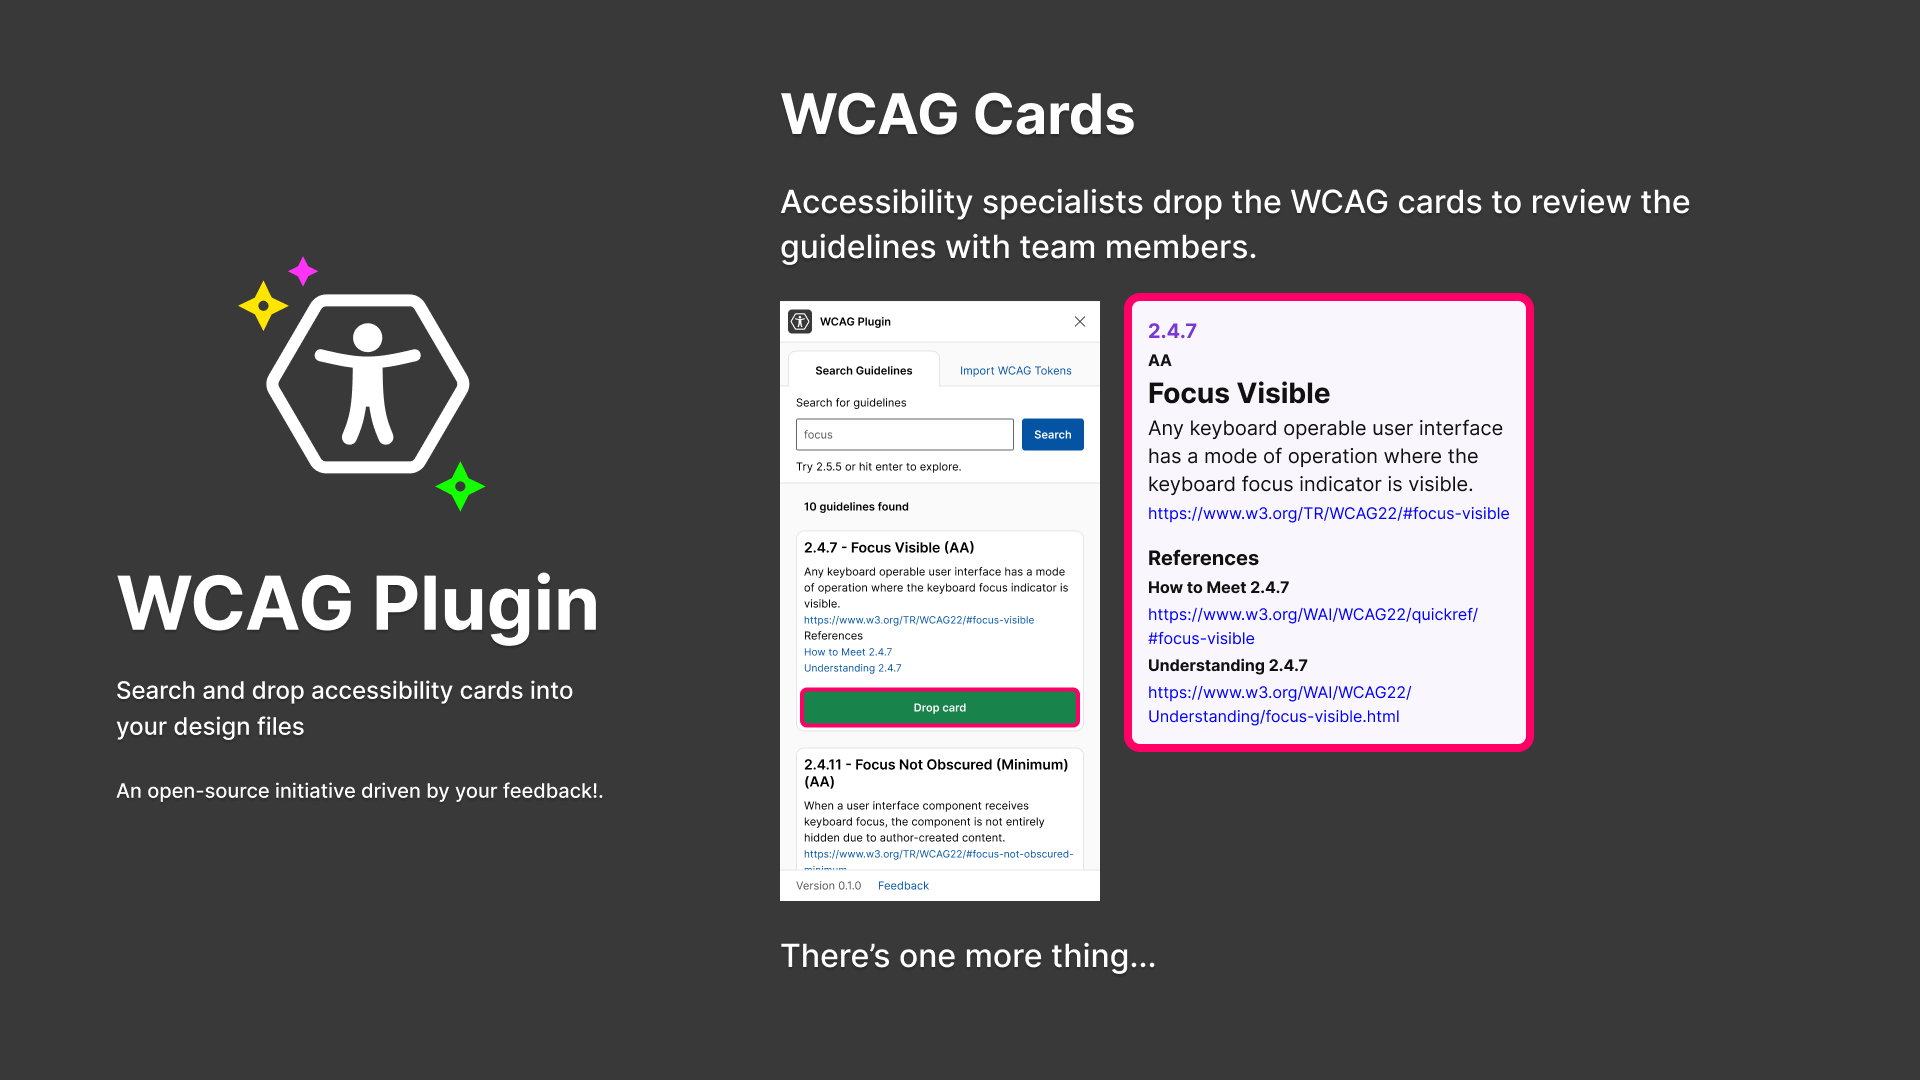 WCAG Plugin
Search and drop accessibility cards into
your design files
An open-source initiative driven by your feedback!.
WCAG Cards
Accessibility specialists drop the WCAG cards to review the
guidelines with team members.
WCAG Plugin
Search Guidelines
Import WCAG Tokens
Search for guidelines
focus
Search
Try 2.5.5 or hit enter to explore.
10 guidelines found
2.4.7 - Focus Visible (AA)
Any keyboard operable user interface has a mode
of operation where the keyboard focus indicator is
visible.
https://www.w3.org/TR/WCAG22/#focus-visible
References
How to Meet 2.4.7
Understanding 2.4.7
Drop card
2.4.11 - Focus Not Obscured (Minimum)
(AA)
When a user interface component receives
keyboard focus, the component is not entirely
hidden due to author-created content.
https://www.w3.org/TR/WCAG22/#focus-not-obscured-
minimum
Version 0.1.0
Feedback
2.4.7
AA
Focus Visible
Any keyboard operable user interface
has a mode of operation where the
keyboard focus indicator is visible.
https://www.w3.org/TR/WCAG22/#focus-visible
References
How to Meet 2.4.7
https://www.w3.org/WAI/WCAG22/quickref/
#focus-visible
Understanding 2.4.7
https://www.w3.org/WAI/WCAG22/
Understanding/focus-visible.html
There’s one more thing...